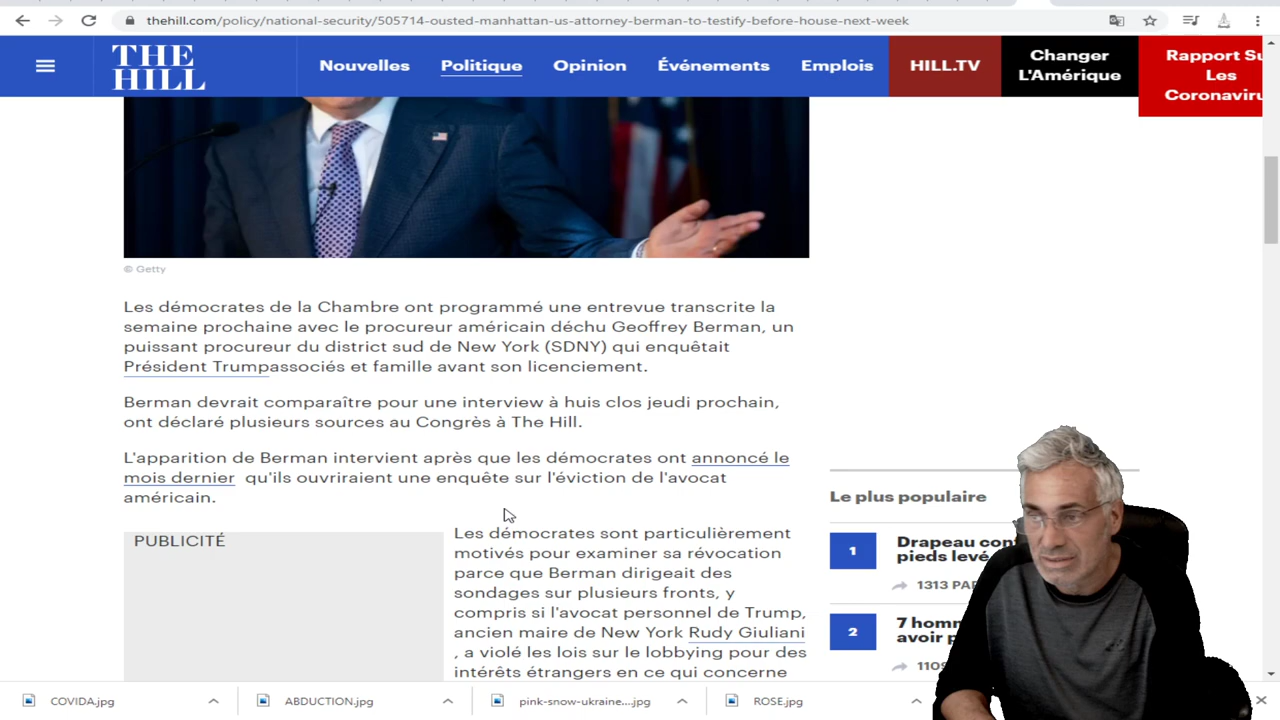 thehill.com/policy/national-security/505714-ousted-manhattan-us-attorney-berman-to-testify-before-house-next-week
THE HILL
Nouvelles
Politique
Opinion
Événements
Emplois
HILL.TV
Changer
L'Amérique
Rapport Su
Les
Coronaviru
© Getty
Les démocrates de la Chambre ont programmé une entrevue transcrite la
semaine prochaine avec le procureur américain déchu Geoffrey Berman, un
puissant procureur du district sud de New York (SDNY) qui enquêtait
Président Trumpassociés et famille avant son licenciement.
Berman devrait comparaître pour une interview à huis clos jeudi prochain,
ont déclaré plusieurs sources au Congrès à The Hill.
L'apparition de Berman intervient après que les démocrates ont annoncé le
mois dernier qu'ils ouvriraient une enquête sur l'éviction de l'avocat
américain.
PUBLICITÉ
Les démocrates sont particulièrement
motivés pour examiner sa révocation
parce que Berman dirigeait des
sondages sur plusieurs fronts, y
compris si l'avocat personnel de Trump,
ancien maire de New York Rudy Giuliani
, a violé les lois sur le lobbying pour des
intérêts étrangers en ce qui concerne
Le plus populaire
1
Drapeau con
pieds levé
1313 PA
2
7 homm
avoir p
1109
COVIDA.jpg
ABDUCTION.jpg
pink-snow-ukraine....jpg
ROSE.jpg